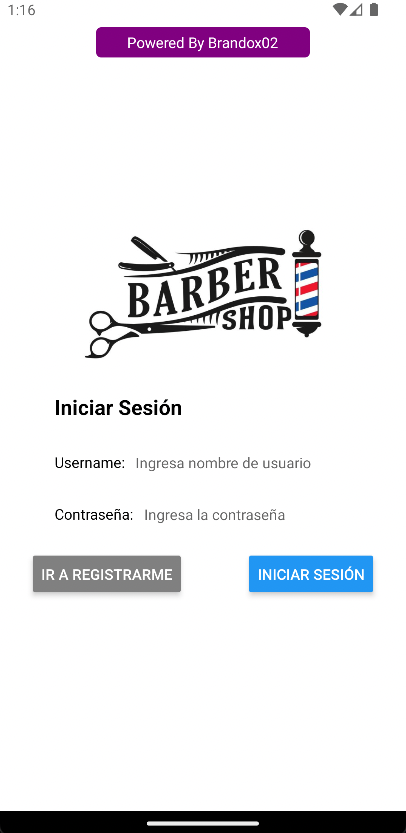 1:16
Powered By Brandox02
BARBER
SHOP
Iniciar Sesión
Username: Ingresa nombre de usuario
Contraseña: Ingresa la contraseña
IR A REGISTRARME INICIAR SESIÓN